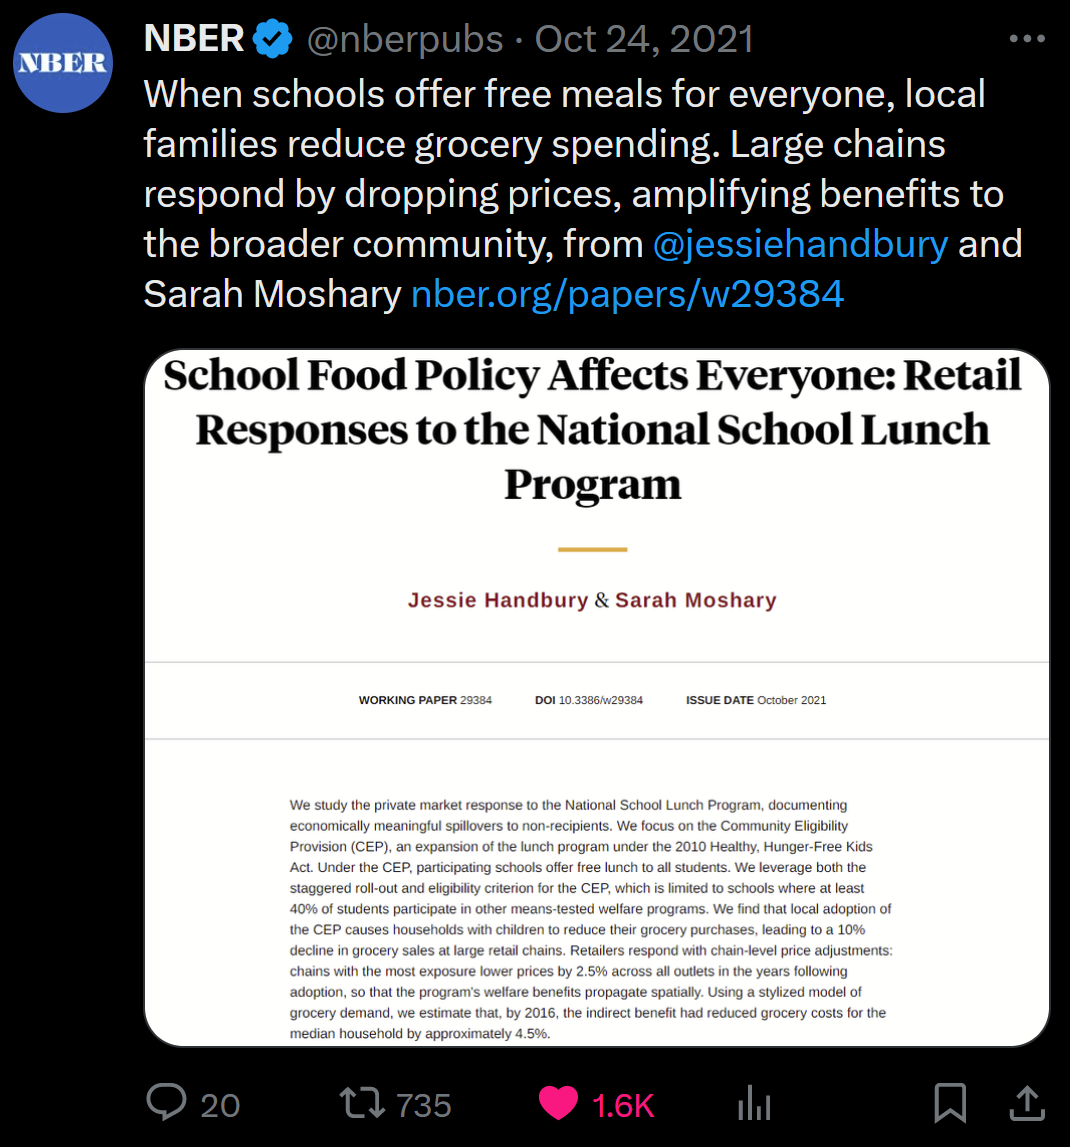 NBER
NBER @nberpubs · Oct 24, 2021
When schools offer free meals for everyone, local
families reduce grocery spending. Large chains
respond by dropping prices, amplifying benefits to
the broader community, from @jessiehandbury and
Sarah Moshary nber.org/papers/w29384
School Food Policy Affects Everyone: Retail
Responses to the National School Lunch
Program
Jessie Handbury & Sarah Moshary
WORKING PAPER 29384 DOI 10.3386/w29384 ISSUE DATE October 2021
We study the private market response to the National School Lunch Program, documenting
economically meaningful spillovers to non-recipients. We focus on the Community Eligibility
Provision (CEP), an expansion of the lunch program under the 2010 Healthy, Hunger-Free Kids
Act. Under the CEP, participating schools offer free lunch to all students. We leverage both the
staggered roll-out and eligibility criterion for the CEP, which is limited to schools where at least
40% of students participate in other means-tested welfare programs. We find that local adoption of
the CEP causes households with children to reduce their grocery purchases, leading to a 10%
decline in grocery sales at large retail chains. Retailers respond with chain-level price adjustments:
chains with the most exposure lower prices by 2.5% across all outlets in the years following
adoption, so that the program's welfare benefits propagate spatially. Using a stylized model of
grocery demand, we estimate that, by 2016, the indirect benefit had reduced grocery costs for the
median household by approximately 4.5%.
20 735 1.6K